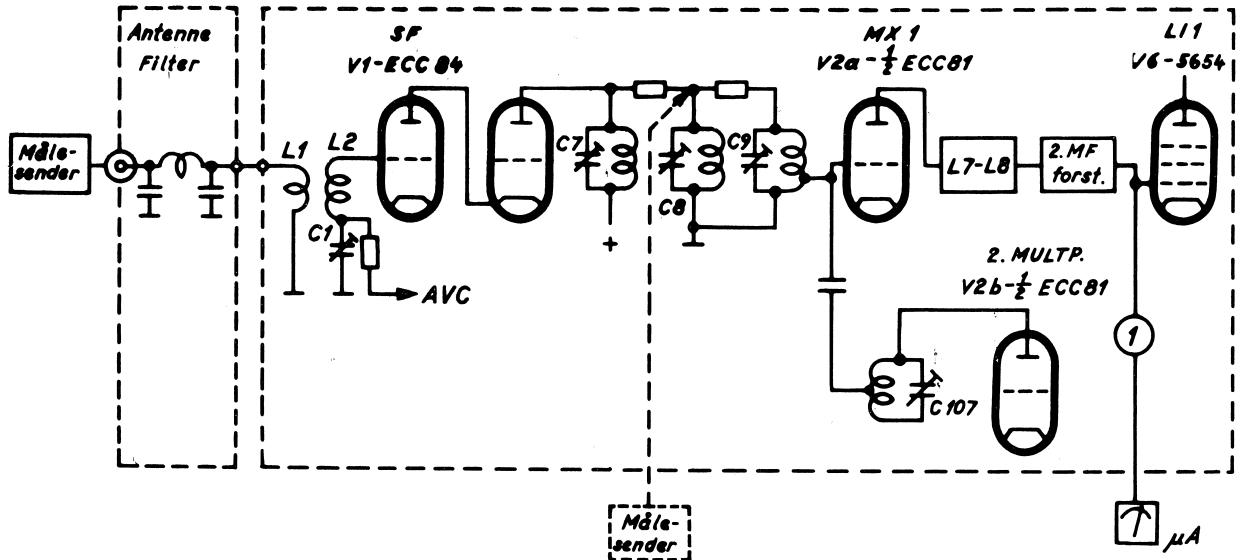 Antenne
Filter
Måle-
sender
L1
L2
C1
AVC
SF
V1-ECC 84
C7
C8
C9
+
Måle-
sender
MX 1
V2a-½ ECC81
L7-L8
2.MF
forst.
LI 1
V6-5654
2. MULTP.
V2b-½ ECC81
C107
1
µA